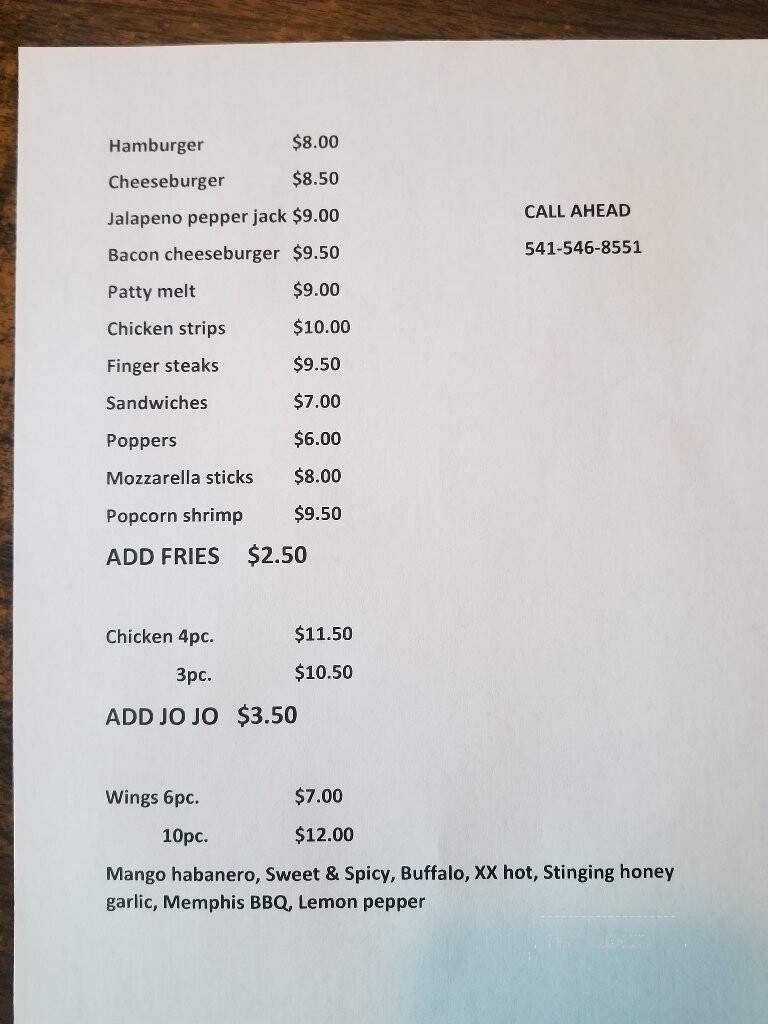 Hamburger $8.00
Cheeseburger $8.50
Jalapeno pepper jack $9.00
Bacon cheeseburger $9.50
Patty melt $9.00
Chicken strips $10.00
Finger steaks $9.50
Sandwiches $7.00
Poppers $6.00
Mozzarella sticks $8.00
Popcorn shrimp $9.50
ADD FRIES $2.50
Chicken 4pc. $11.50
3pc. $10.50
ADD JO JO $3.50
Wings 6pc. $7.00
10pc. $12.00
Mango habanero, Sweet & Spicy, Buffalo, XX hot, Stinging honey
garlic, Memphis BBQ, Lemon pepper
CALL AHEAD
541-546-8551